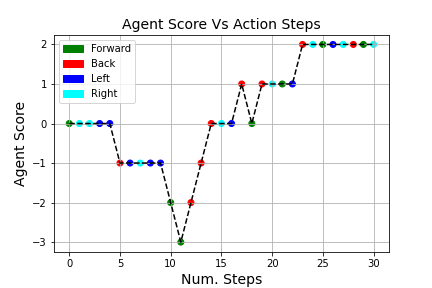 Agent Score Vs Action Steps
Forward
Back
Left
Right
2
1
0
−1
−2
−3
Agent Score
0 5 10 15 20 25 30
Num. Steps